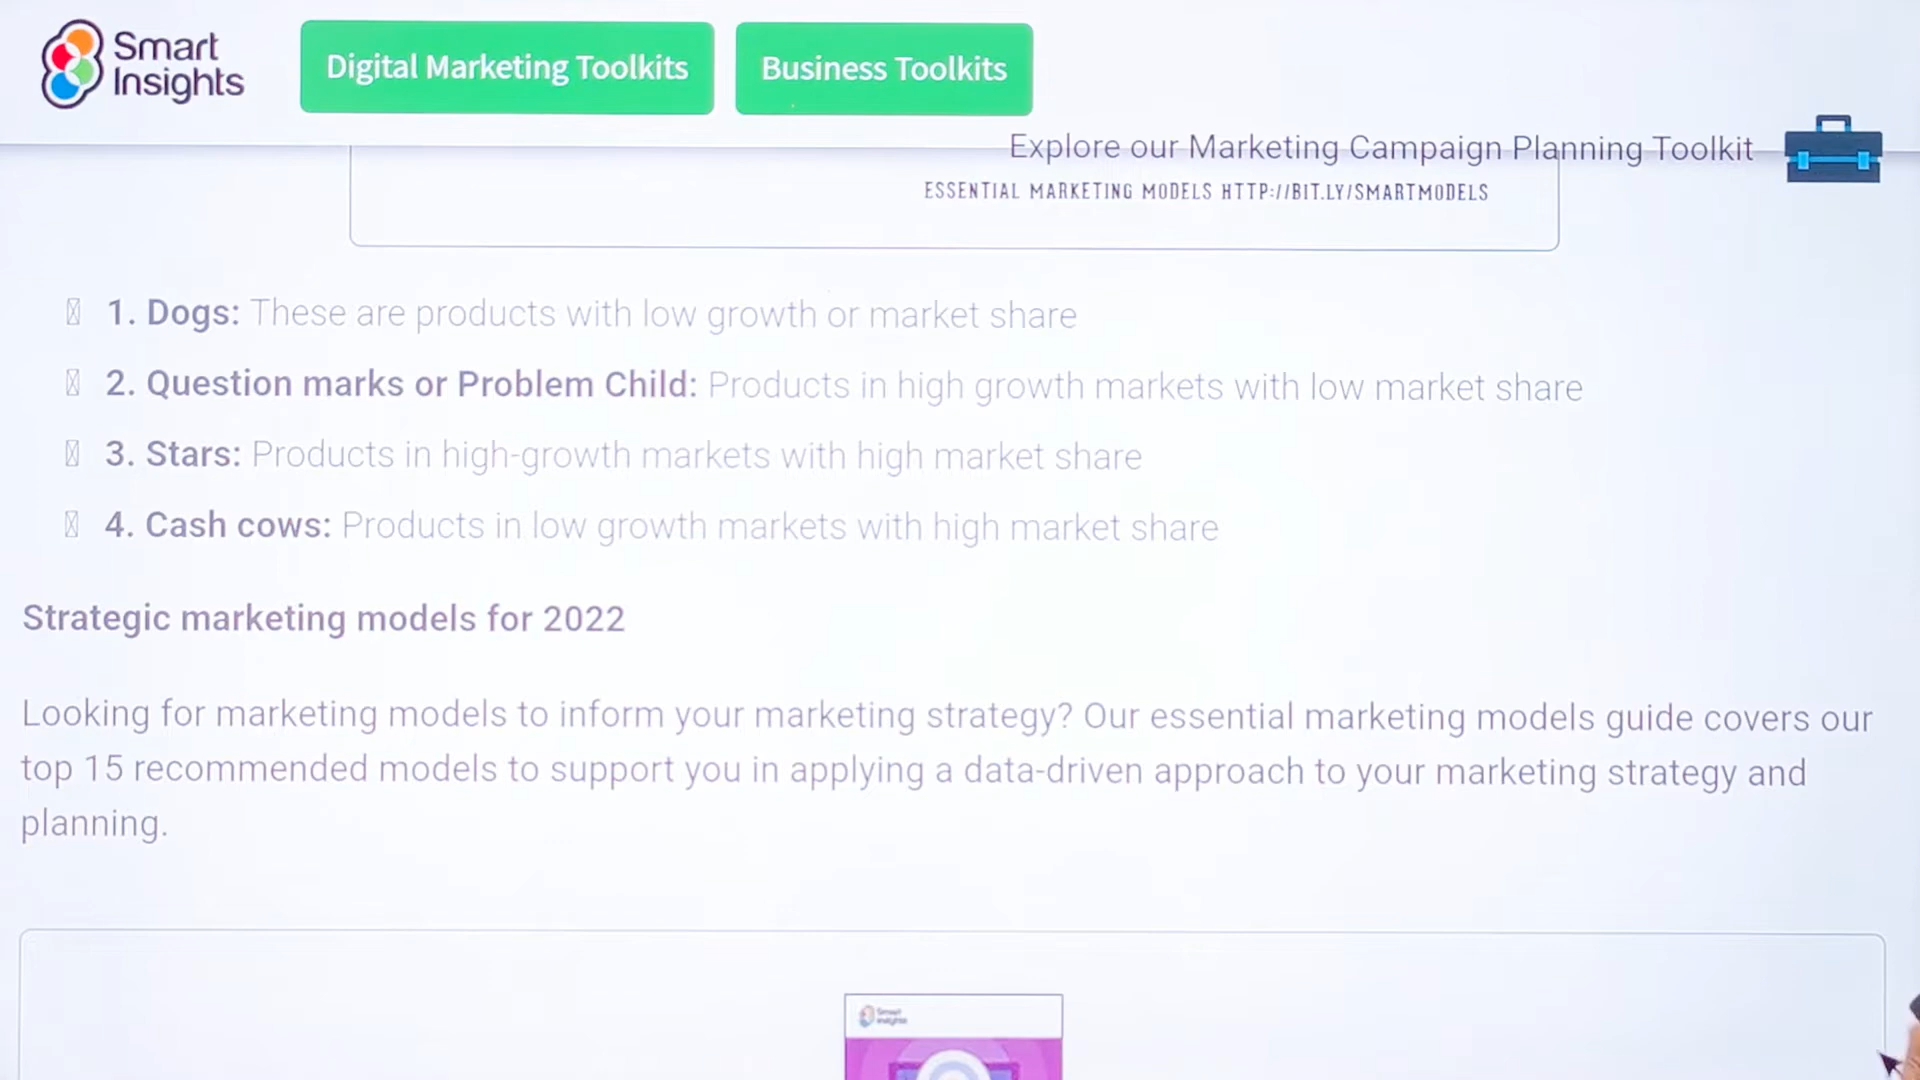 Smart
Insights
Digital Marketing Toolkits
Business Toolkits
Explore our Marketing Campaign Planning Toolkit
ESSENTIAL MARKETING MODELS HTTP://BIT.LY/SMARTMODELS
1. Dogs: These are products with low growth or market share
2. Question marks or Problem Child: Products in high growth markets with low market share
3. Stars: Products in high-growth markets with high market share
4. Cash cows: Products in low growth markets with high market share
Strategic marketing models for 2022
Looking for marketing models to inform your marketing strategy? Our essential marketing models guide covers our
top 15 recommended models to support you in applying a data-driven approach to your marketing strategy and
planning.
Smart
Insights